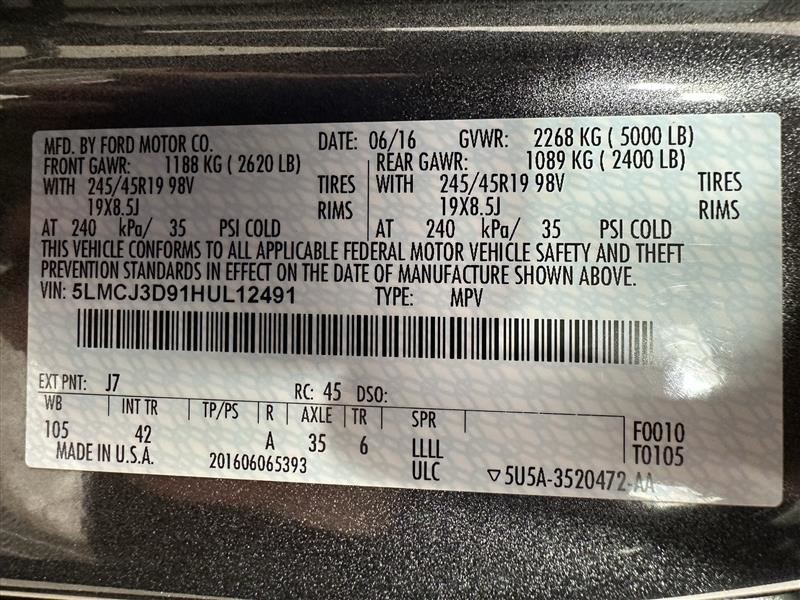 MFD. BY FORD MOTOR CO. DATE: 06/16 GVWR: 2268 KG ( 5000 LB)
FRONT GAWR: 1188 KG ( 2620 LB) REAR GAWR: 1089 KG ( 2400 LB)
WITH 245/45R19 98V TIRES WITH 245/45R19 98V TIRES
19X8.5J RIMS 19X8.5J RIMS
AT 240 kPa/ 35 PSI COLD AT 240 kPa/ 35 PSI COLD
THIS VEHICLE CONFORMS TO ALL APPLICABLE FEDERAL MOTOR VEHICLE SAFETY AND THEFT
PREVENTION STANDARDS IN EFFECT ON THE DATE OF MANUFACTURE SHOWN ABOVE.
VIN: 5LMCJ3D91HUL12491 TYPE: MPV
EXT PNT: J7 RC: 45 DSO:
WB INT TR TP/PS R AXLE TR SPR
105 42 A 35 6 LLLL F0010
MADE IN U.S.A. 201606065393 ULC T0105
▽5U5A-3520472-AA